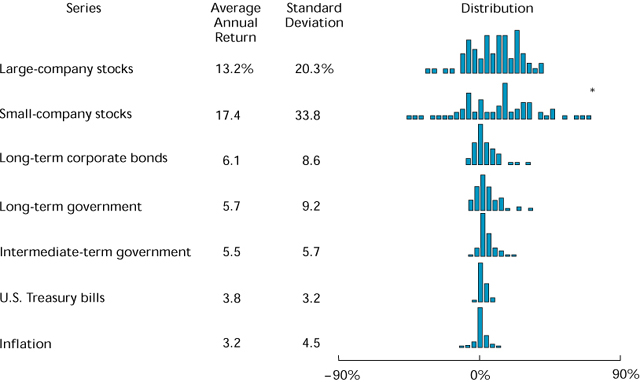 Series
Average Annual Return
Standard Deviation
Distribution
Large-company stocks 13.2% 20.3%
*
Small-company stocks 17.4 33.8
Long-term corporate bonds 6.1 8.6
Long-term government 5.7 9.2
Intermediate-term government 5.5 5.7
U.S. Treasury bills 3.8 3.2
Inflation 3.2 4.5
−90% 0% 90%